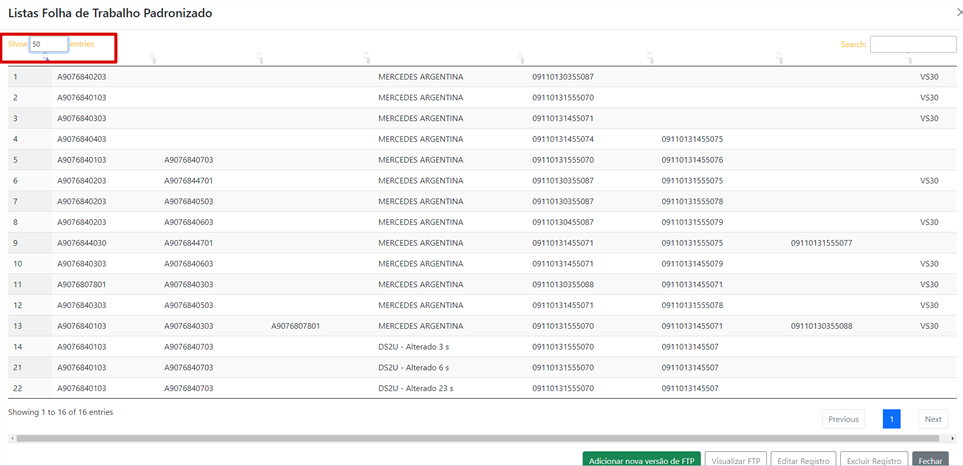 Listas Folha de Trabalho Padronizado
Show 50 entries
Search:
1 A9076840203 MERCEDES ARGENTINA 09110130355087 VS30
2 A9076840103 MERCEDES ARGENTINA 09110131555070 VS30
3 A9076840303 MERCEDES ARGENTINA 09110131455071 VS30
4 A9076840403 MERCEDES ARGENTINA 09110131455074 09110131455075
5 A9076840103 A9076840703 MERCEDES ARGENTINA 09110131555070 09110131455076
6 A9076840203 A9076844701 MERCEDES ARGENTINA 09110130355087 09110131555075 VS30
7 A9076840203 A9076840503 MERCEDES ARGENTINA 09110130355087 09110131555078
8 A9076840203 A9076840603 MERCEDES ARGENTINA 09110130455087 09110131555079 VS30
9 A9076844030 A9076844701 MERCEDES ARGENTINA 09110131455071 09110131555075 09110131555077
10 A9076840303 A9076840603 MERCEDES ARGENTINA 09110131455071 09110131455079 VS30
11 A9076807801 A9076840303 MERCEDES ARGENTINA 09110130355088 09110131455071 VS30
12 A9076840303 A9076840503 MERCEDES ARGENTINA 09110131455071 09110131555078 VS30
13 A9076840103 A9076840303 A9076807801 MERCEDES ARGENTINA 09110131555070 09110131455071 09110130355088 VS30
14 A9076840103 A9076840703 DS2U - Alterado 3 s 09110131555070 0911013145507
21 A9076840103 A9076840703 DS2U - Alterado 6 s 09110131555070 0911013145507
22 A9076840103 A9076840703 DS2U - Alterado 23 s 09110131555070 0911013145507
Showing 1 to 16 of 16 entries
Previous 1 Next
Adicionar nova versão de FTP Visualizar FTP Editar Registro Excluir Registro Fechar